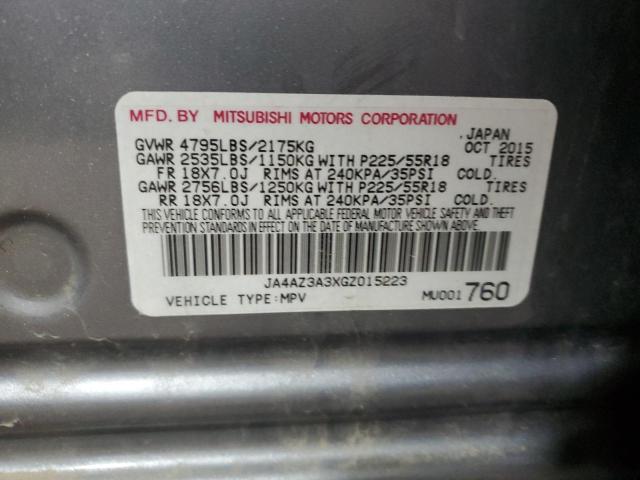 MFD. BY MITSUBISHI MOTORS CORPORATION
. JAPAN
GVWR 4795LBS/2175KG OCT 2015
GAWR 2535LBS/1150KG WITH P225/55R18 TIRES
FR 18X7.0J RIMS AT 240KPA/35PSI COLD.
GAWR 2756LBS/1250KG WITH P225/55R18 TIRES
RR 18X7.0J RIMS AT 240KPA/35PSI COLD.
THIS VEHICLE CONFORMS TO ALL APPLICABLE FEDERAL MOTOR VEHICLE SAFETY AND THEFT
PREVENTION STANDARDS IN EFFECT ON THE DATE OF MANUFACTURE SHOWN ABOVE.
JA4AZ3A3XGZ015223
VEHICLE TYPE:MPV MU001 760